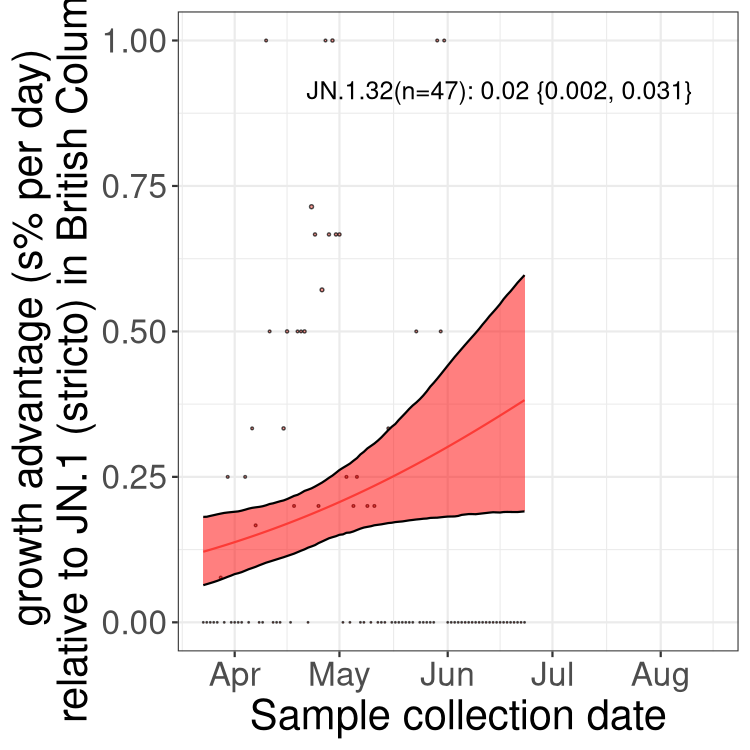 growth advantage (s% per day)
relative to JN.1 (stricto) in British Colum
1.00
0.75
0.50
0.25
0.00
JN.1.32(n=47): 0.02 {0.002, 0.031}
Apr May Jun Jul Aug
Sample collection date